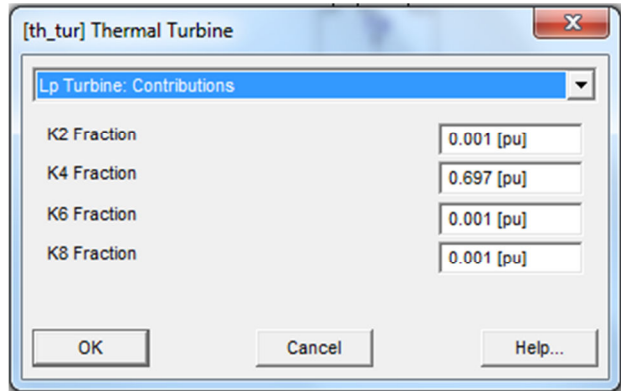 [th_tur] Thermal Turbine
Lp Turbine: Contributions
K2 Fraction 0.001 [pu]
K4 Fraction 0.697 [pu]
K6 Fraction 0.001 [pu]
K8 Fraction 0.001 [pu]
OK Cancel Help...